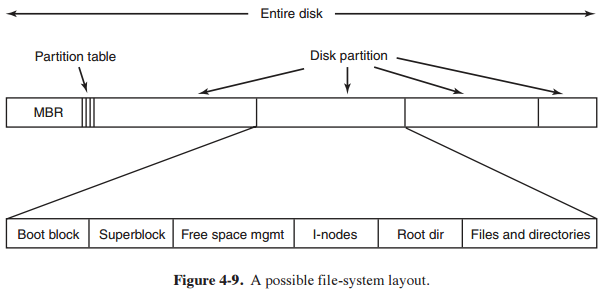 Entire disk
Partition table
Disk partition
MBR
Boot block
Superblock
Free space mgmt
I-nodes
Root dir
Files and directories
Figure 4-9. A possible file-system layout.